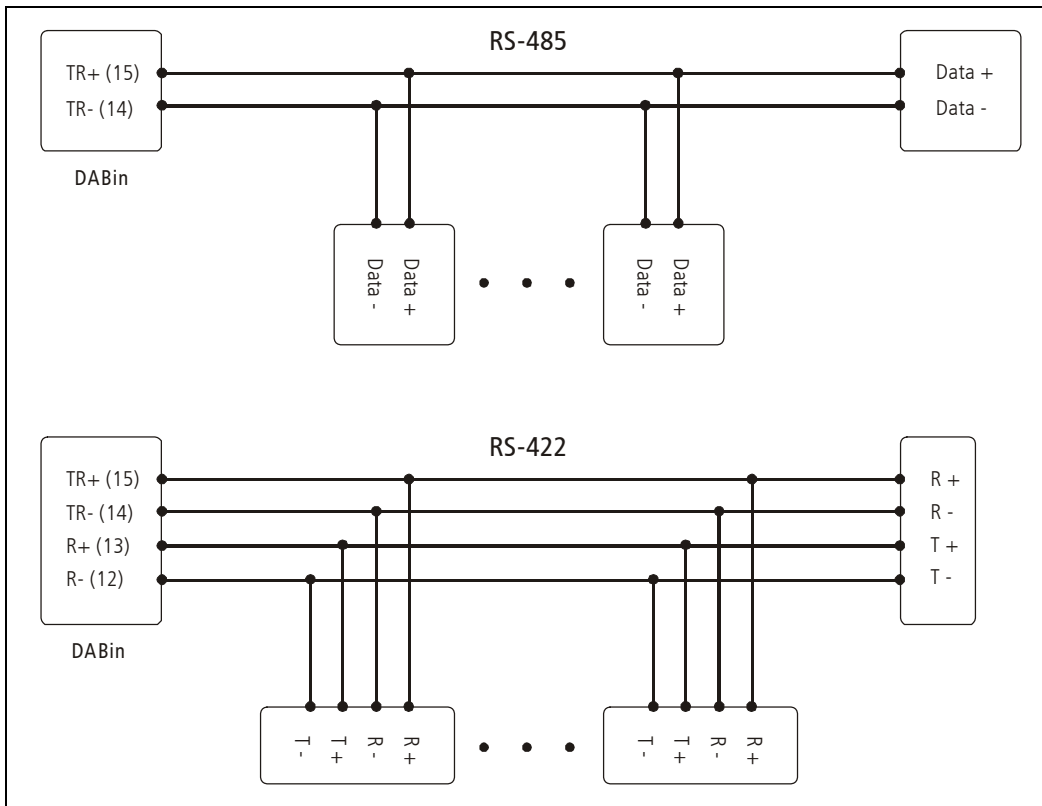 RS-485
TR+ (15)
TR- (14)
DABin
Data +
Data -
Data -
Data +
Data -
Data +
RS-422
TR+ (15)
TR- (14)
R+ (13)
R- (12)
DABin
R +
R -
T +
T -
T -
T +
R -
R +
T -
T +
R -
R +